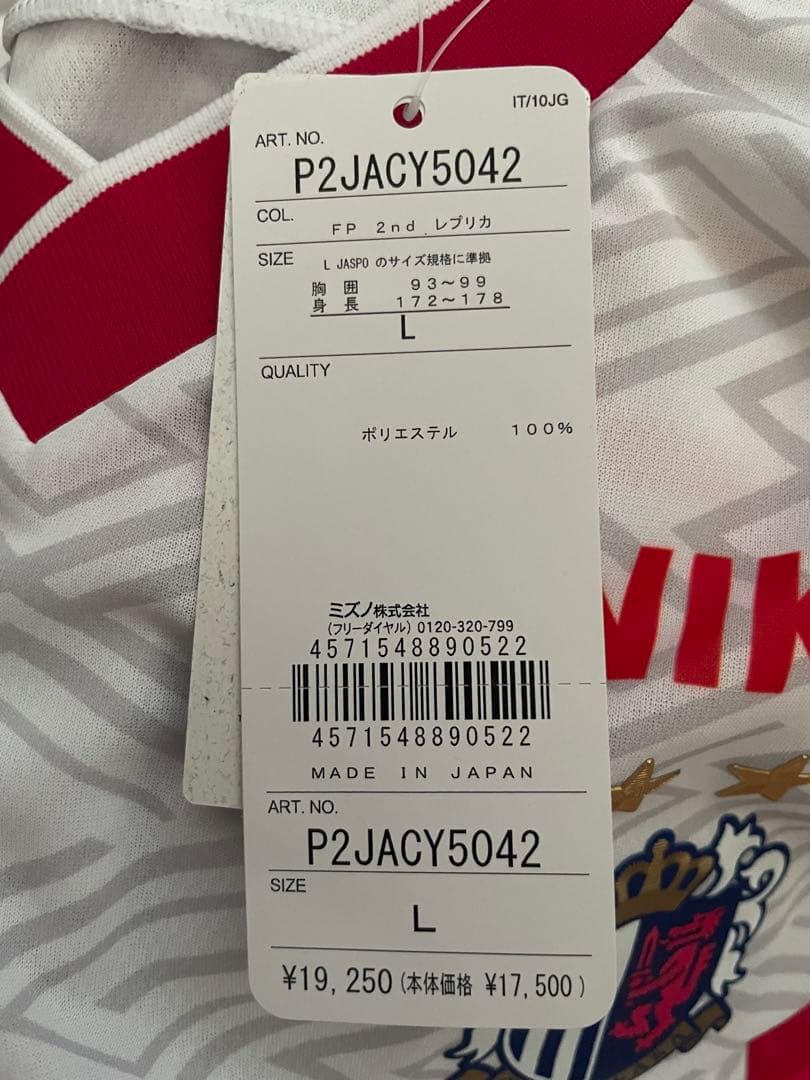 IT/10JG
ART. NO.
P2JACY5042
COL.
FP 2nd.レプリカ
SIZE
L JASPO のサイズ規格に準拠
胸囲 93〜99
身長 172〜178
L
QUALITY
ポリエステル 100%
ミズノ株式会社
(フリーダイヤル) 0120-320-799
4571548890522
4571548890522
MADE IN JAPAN
ART. NO.
P2JACY5042
SIZE
L
¥19,250(本体価格 ¥17,500)